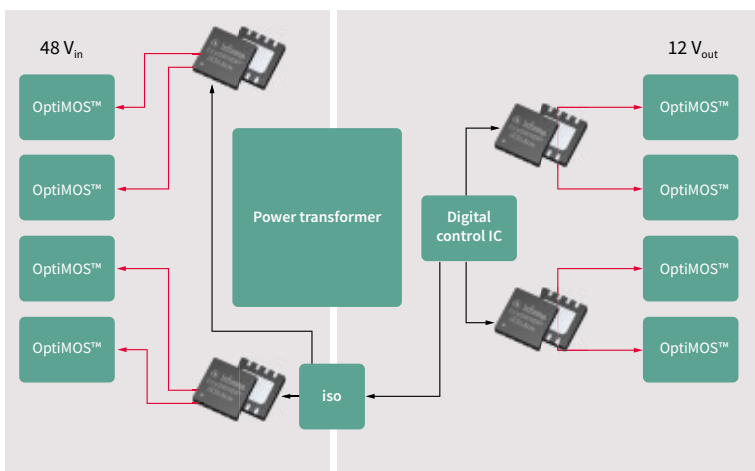 48 Vin
12 Vout
OptiMOS™
OptiMOS™
OptiMOS™
OptiMOS™
Power transformer
Digital
control IC
iso
OptiMOS™
OptiMOS™
OptiMOS™
OptiMOS™